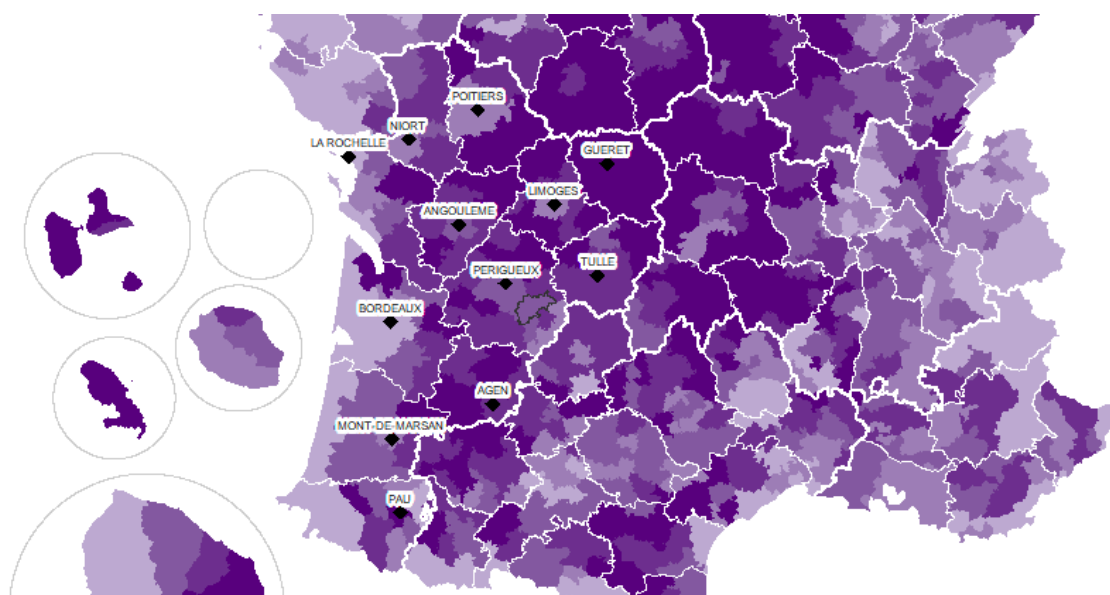 POITIERS
NIORT
LA ROCHELLE
GUERET
LIMOGES
ANGOULEME
TULLE
PERIGUEUX
BORDEAUX
AGEN
MONT-DE-MARSAN
PAU